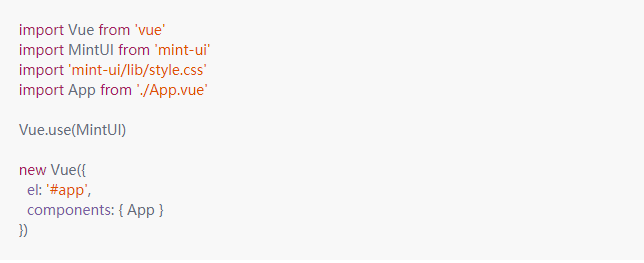 import Vue from 'vue'
import MintUI from 'mint-ui'
import 'mint-ui/lib/style.css'
import App from './App.vue'

Vue.use(MintUI)

new Vue({
  el: '#app',
  components: { App }
})